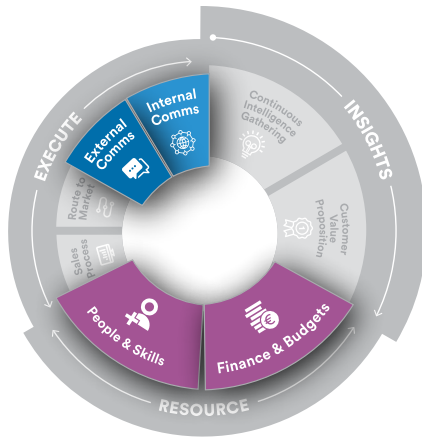 INSIGHTS
Continuous
Intelligence
Gathering
Customer
Value
Proposition
RESOURCE
Finance & Budgets
€
People & Skills
EXECUTE
Sales
Process
Route to
Market
External
Comms
Internal
Comms